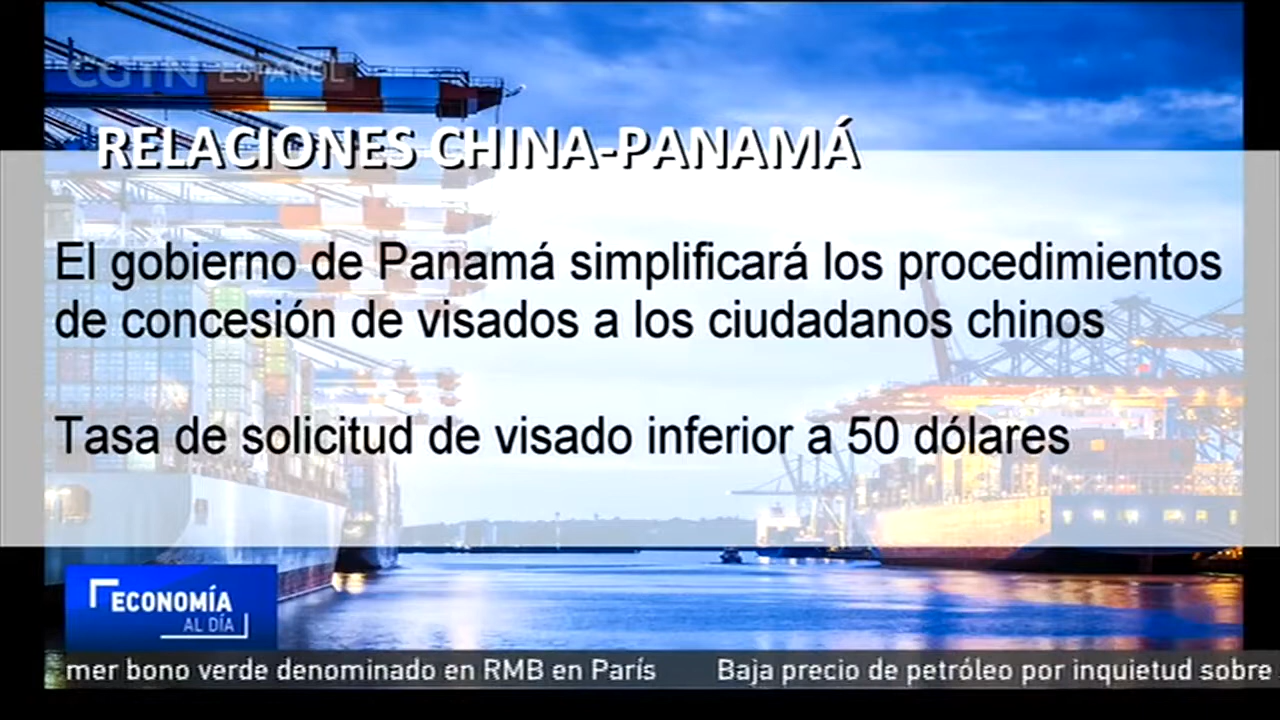 CGTN ESPAÑOL
RELACIONES CHINA-PANAMÁ
El gobierno de Panamá simplificará los procedimientos
de concesión de visados a los ciudadanos chinos
Tasa de solicitud de visado inferior a 50 dólares
ECONOMÍA
AL DÍA
mer bono verde denominado en RMB en París Baja precio de petróleo por inquietud sobre